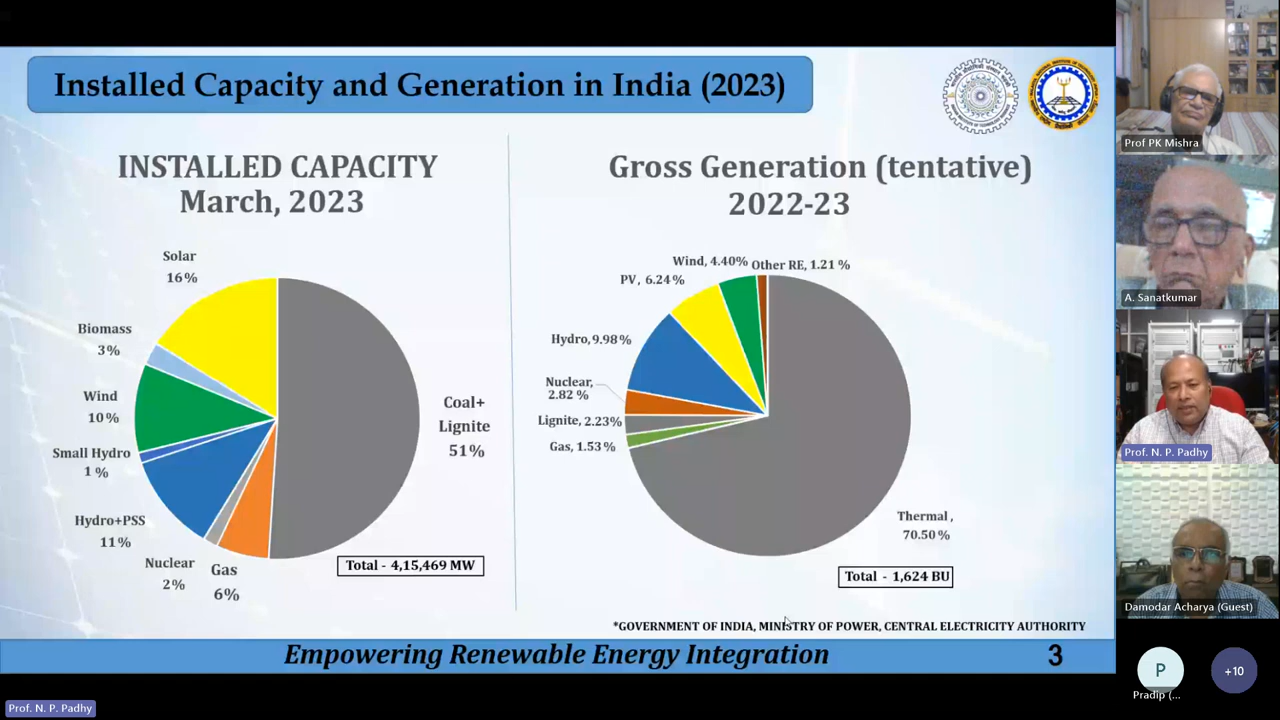 Installed Capacity and Generation in India (2023)
INSTALLED CAPACITY
March, 2023
Solar
16%
Biomass
3%
Wind
10%
Small Hydro
1 %
Hydro+PSS
11%
Nuclear
2%
Gas
6%
Coal+
Lignite
51%
Total - 4,15,469 MW
Gross Generation (tentative)
2022-23
Wind, 4.40%
Other RE, 1.21 %
PV, 6.24%
Hydro, 9.98%
Nuclear,
2.82 %
Lignite, 2.23%
Gas, 1.53%
Thermal,
70.50%
Total - 1,624 BU
*GOVERNMENT OF INDIA, MINISTRY OF POWER, CENTRAL ELECTRICITY AUTHORITY
Empowering Renewable Energy Integration
3
Prof. N. P. Padhy
Prof PK Mishra
A. Sanatkumar
Prof. N. P. Padhy
Damodar Acharya (Guest)
P
Pradip (...
+10